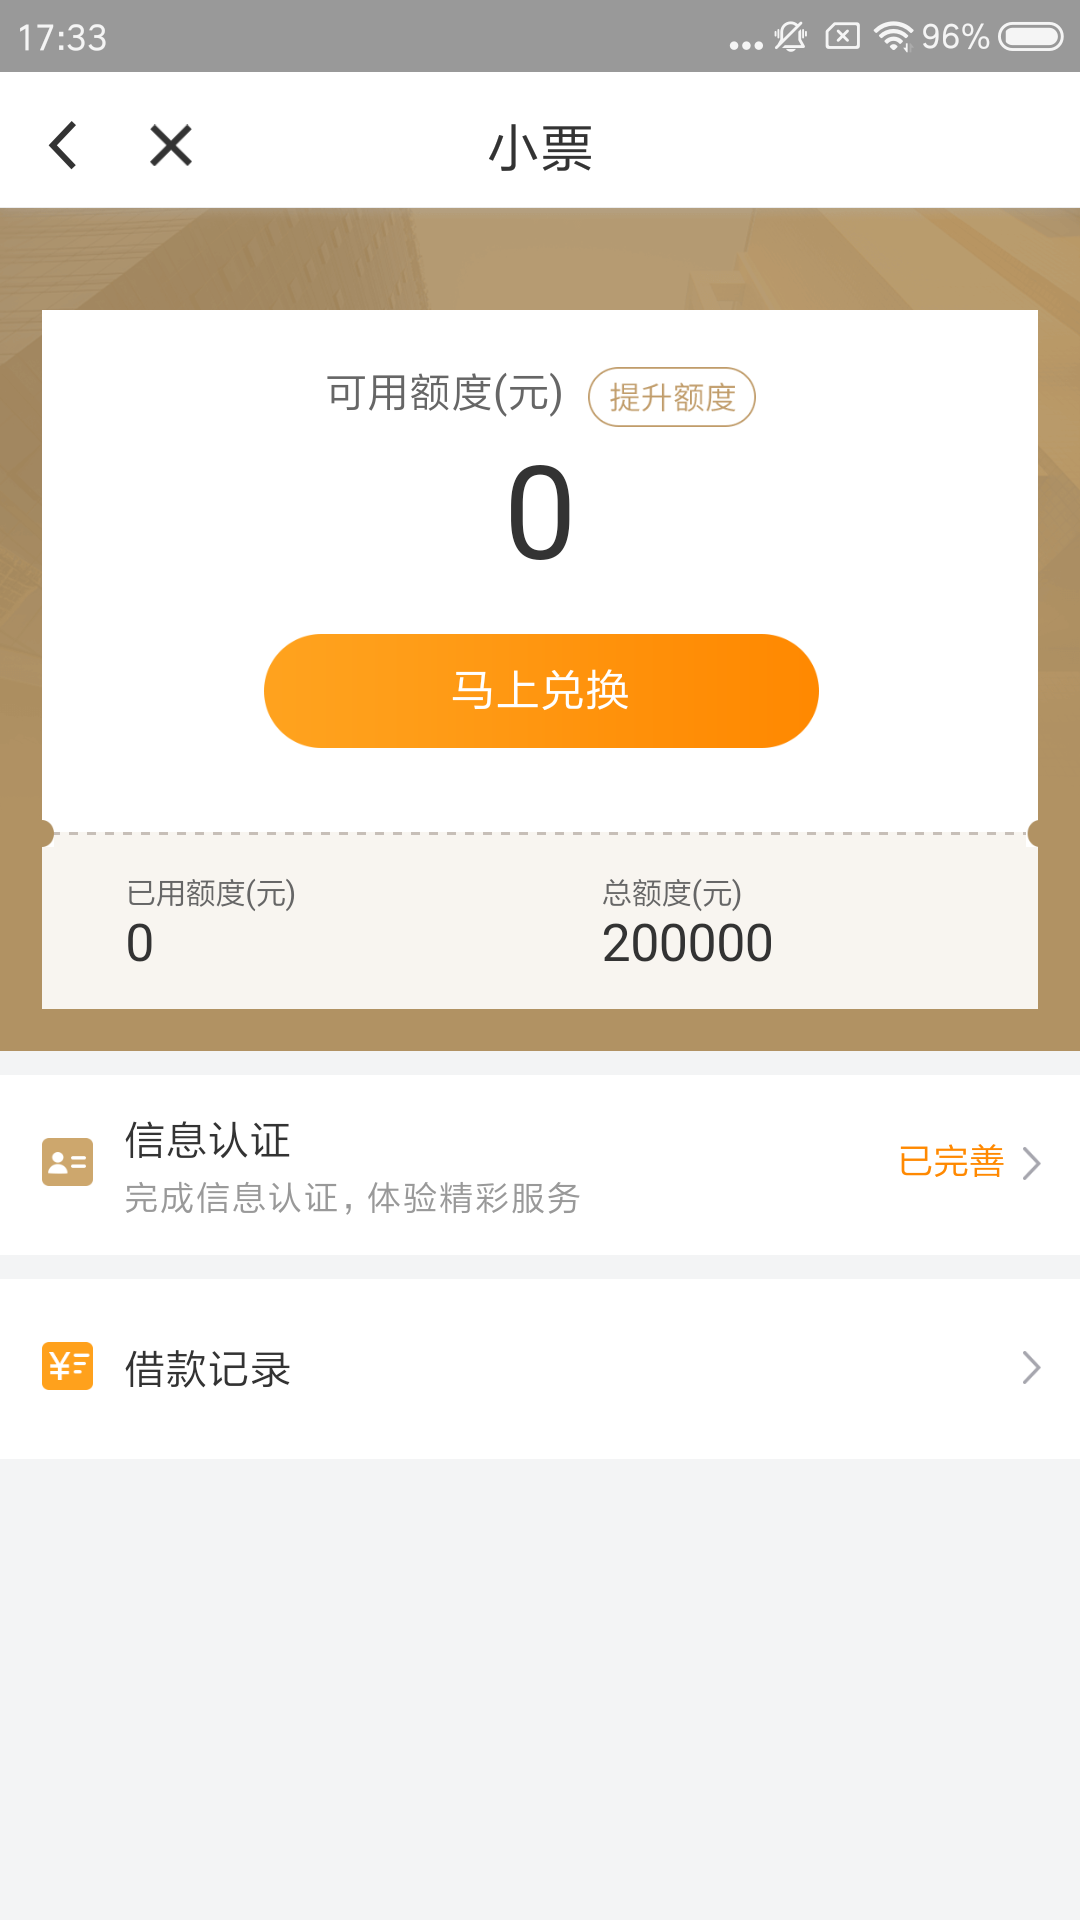 17:33
96%
小票
可用额度(元) 提升额度
0
马上兑换
已用额度(元) 总额度(元)
0 200000
信息认证
完成信息认证，体验精彩服务
已完善
借款记录